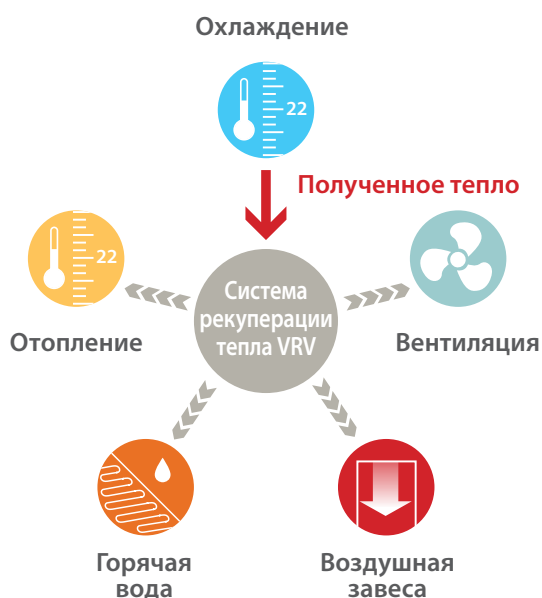 Охлаждение
22
Полученное тепло
22
Система
рекуперации
тепла VRV
Отопление
Вентиляция
Горячая
вода
Воздушная
завеса